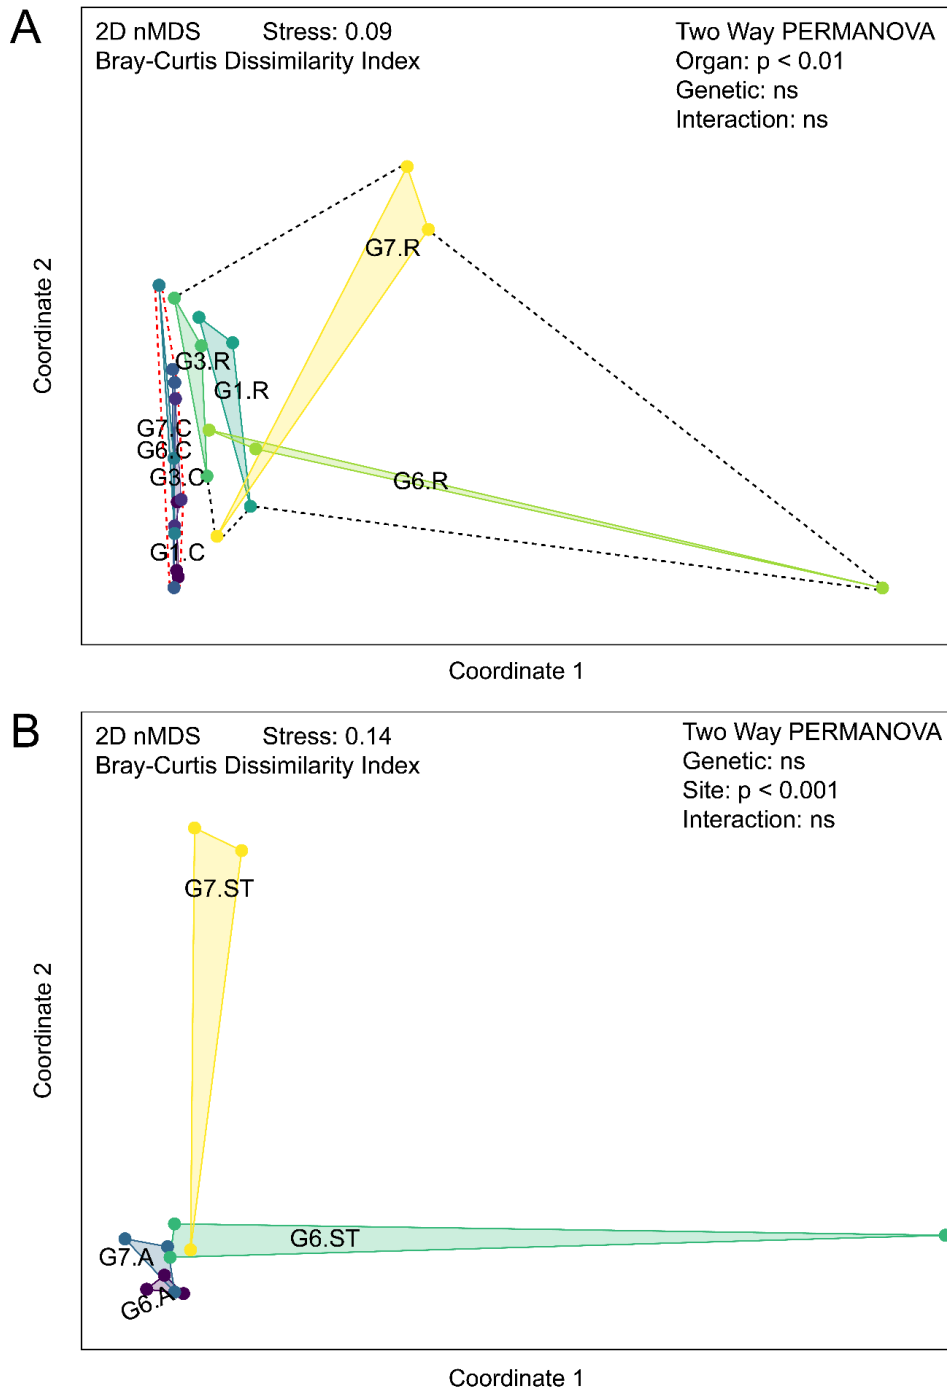 A
2D nMDS Stress: 0.09
Bray-Curtis Dissimilarity Index
Two Way PERMANOVA
Organ: p < 0.01
Genetic: ns
Interaction: ns
Coordinate 2
G7.R
G3.R
G1.R
G7.C
G6.C
G3.C
G6.R
G1.C
Coordinate 1
B
2D nMDS Stress: 0.14
Bray-Curtis Dissimilarity Index
Two Way PERMANOVA
Genetic: ns
Site: p < 0.001
Interaction: ns
Coordinate 2
G7.ST
G6.ST
G7.A
G6.A
Coordinate 1